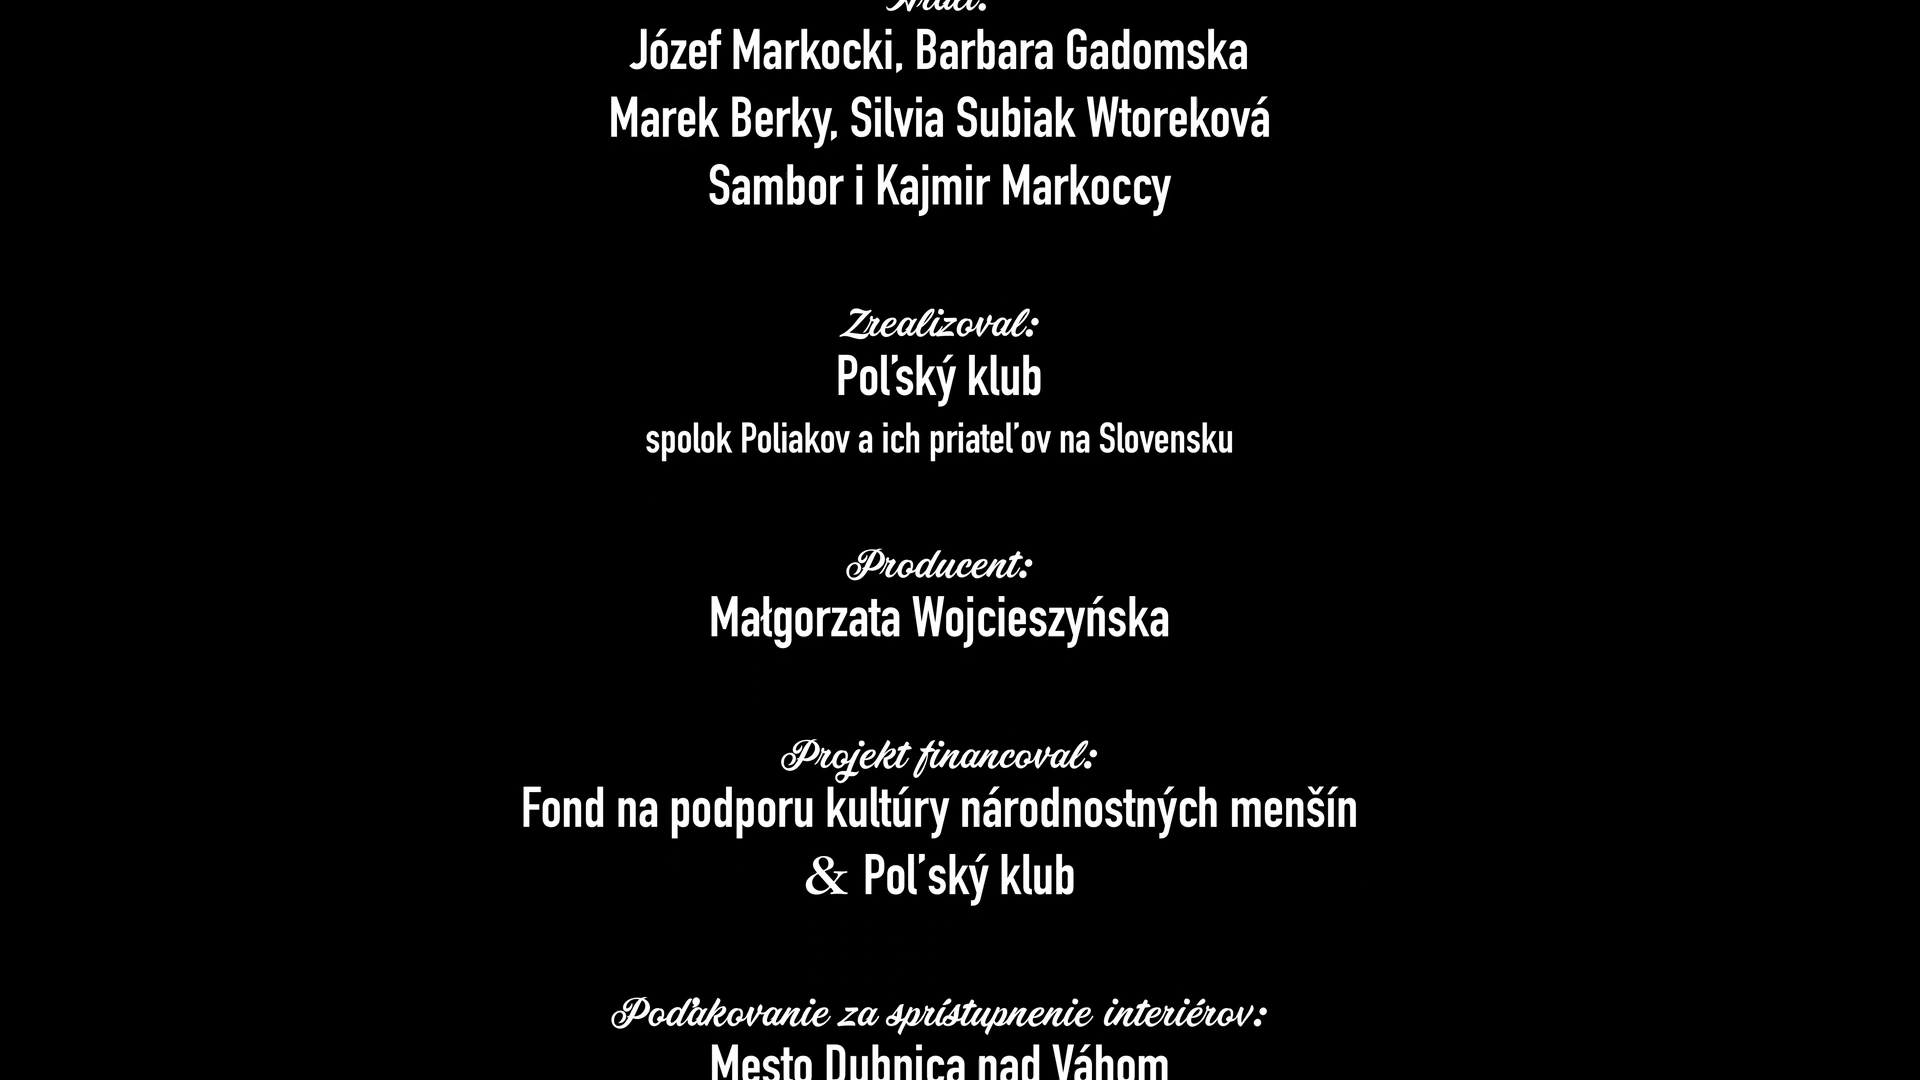 Józef Markocki, Barbara Gadomska
Marek Berky, Silvia Subiak Wtoreková
Sambor i Kajmir Markoccy
Zrealizoval:
Poľský klub
spolok Poliakov a ich priateľov na Slovensku
Producent:
Małgorzata Wojcieszyńska
Projekt financoval:
Fond na podporu kultúry národnostných menšín
& Poľský klub
Poďakovanie za sprístupnenie interiérov:
Mesto Dubnica nad Váhom